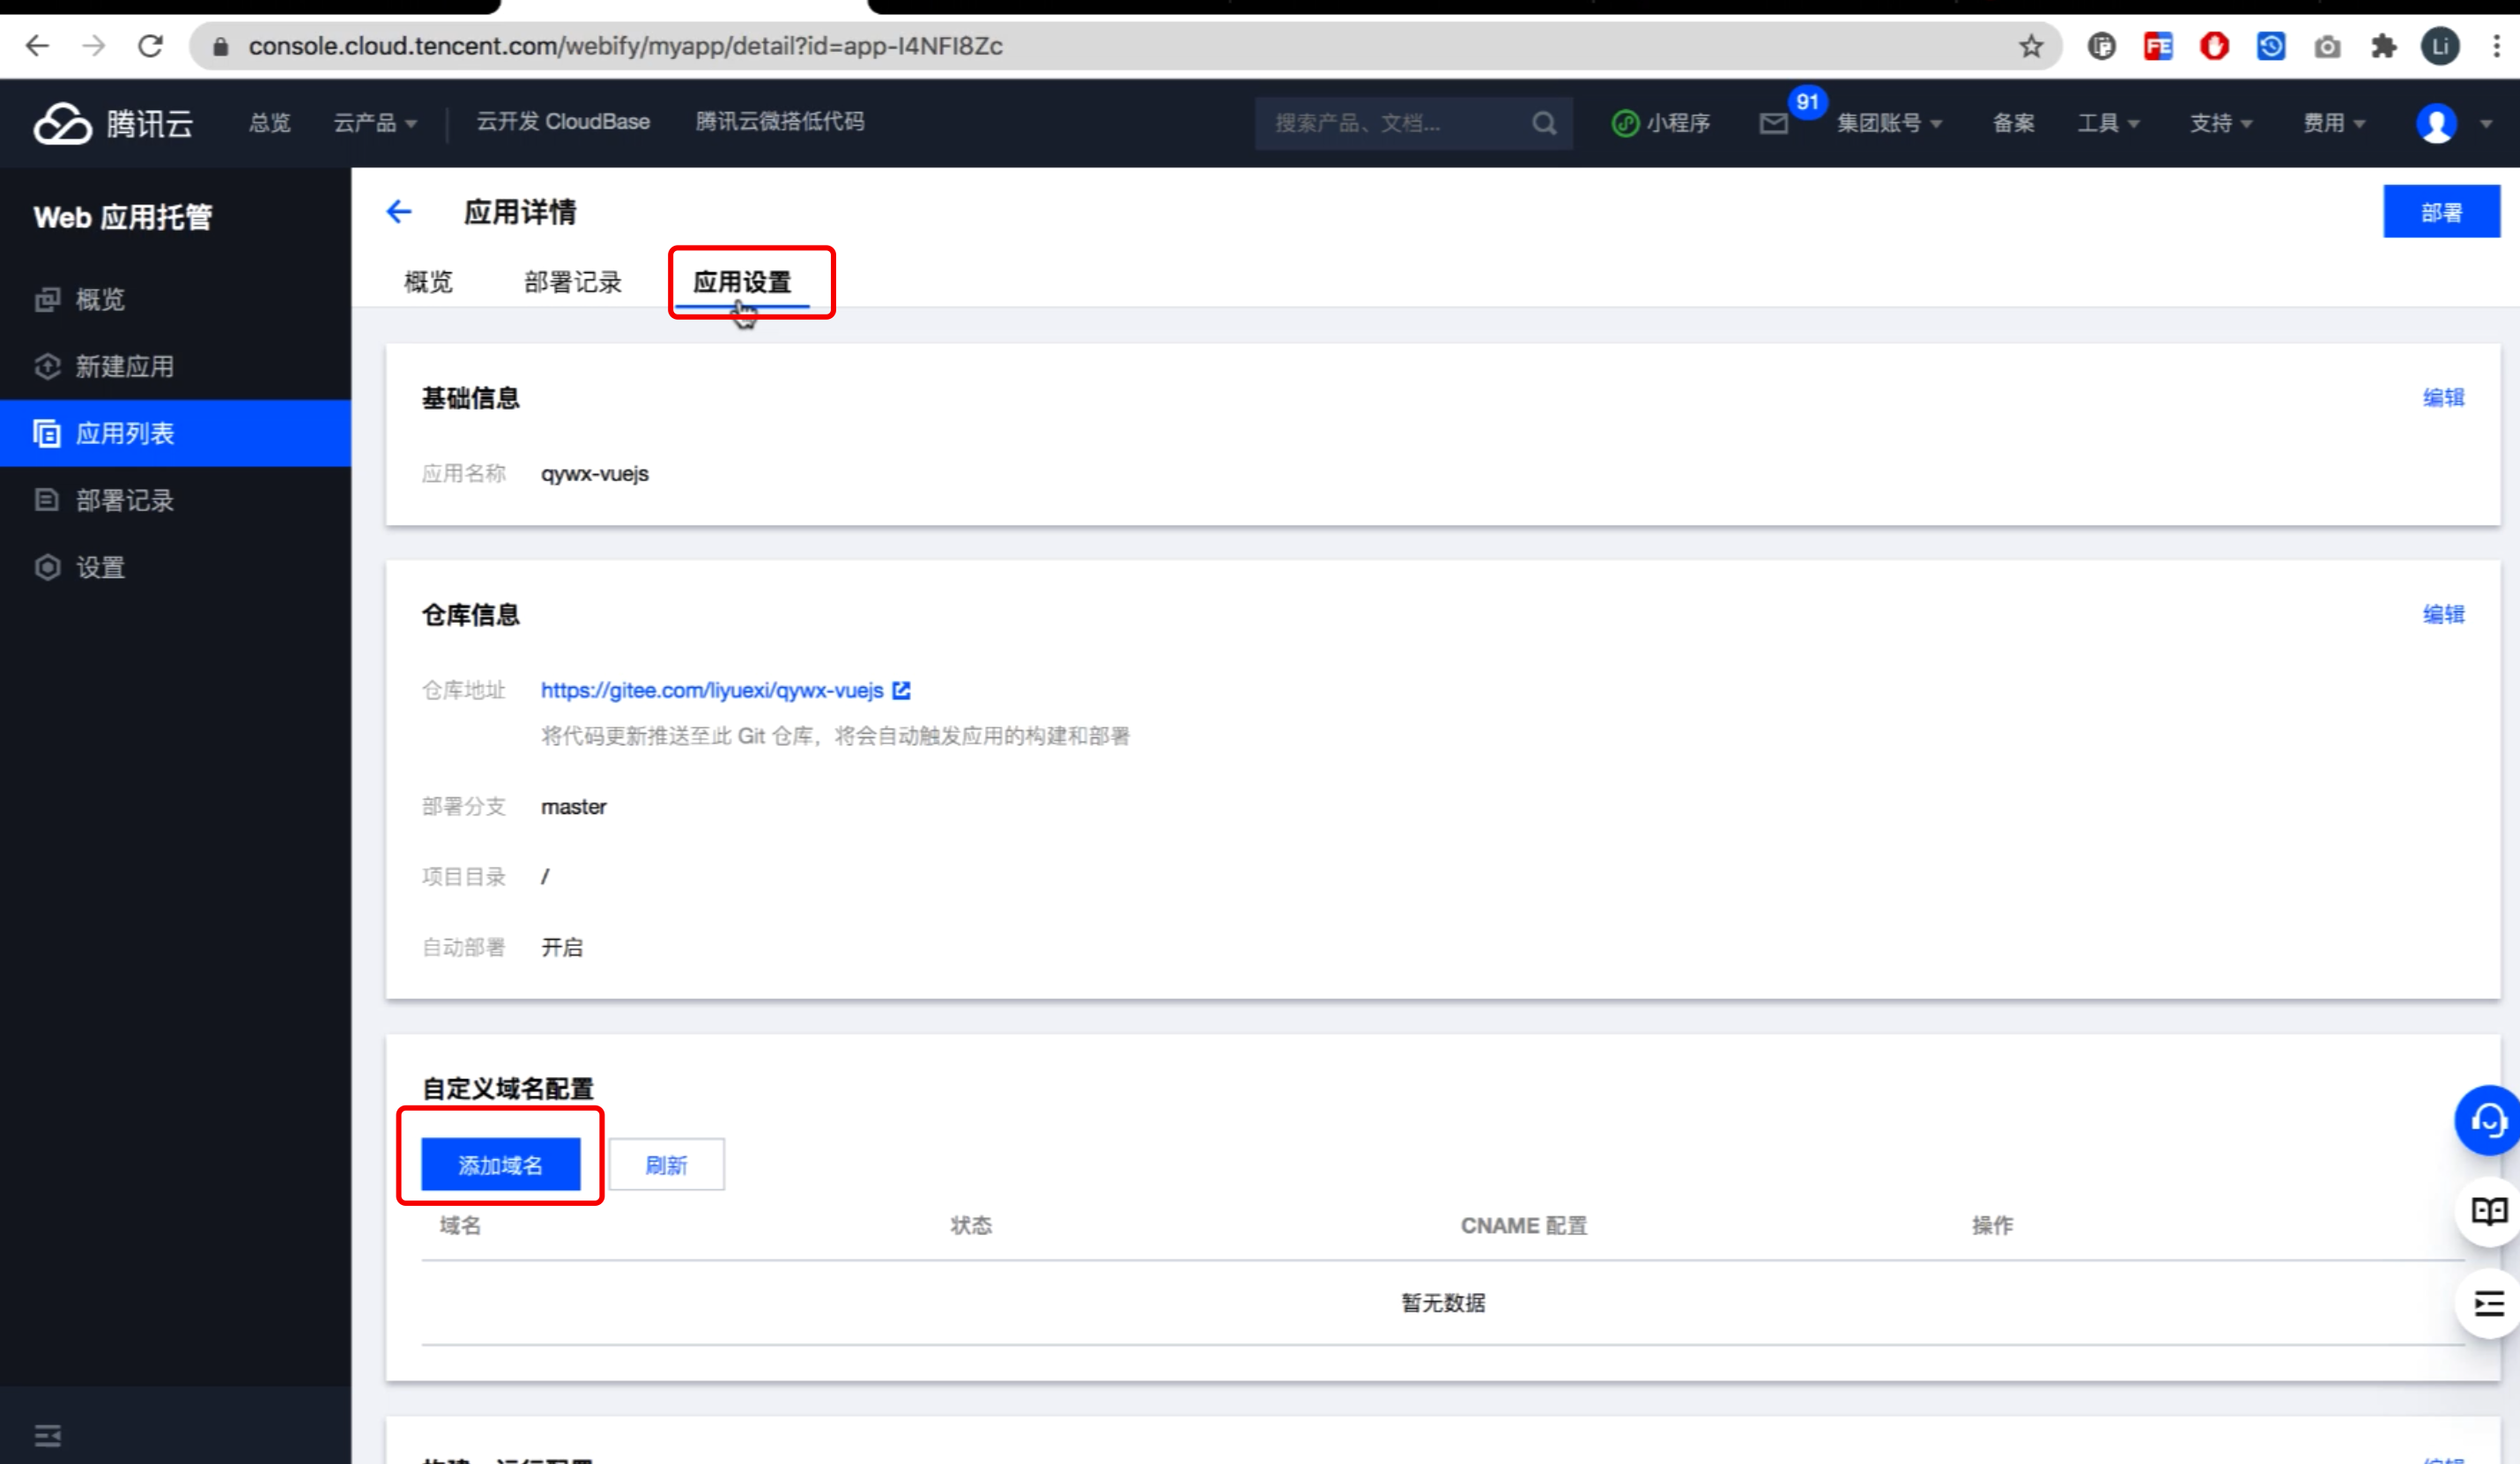 console.cloud.tencent.com/webify/myapp/detail?id=app-I4NFI8Zc
FE
Li
腾讯云 总览 云产品 云开发 CloudBase 腾讯云微搭低代码 搜索产品、文档... 小程序 91 集团账号 备案 工具 支持 费用
Web 应用托管
概览
新建应用
应用列表
部署记录
设置
应用详情
部署
概览 部署记录 应用设置
基础信息 编辑
应用名称 qywx-vuejs
仓库信息 编辑
仓库地址 https://gitee.com/liyuexi/qywx-vuejs
将代码更新推送至此 Git 仓库，将会自动触发应用的构建和部署
部署分支 master
项目目录 /
自动部署 开启
自定义域名配置
添加域名 刷新
域名 状态 CNAME 配置 操作
暂无数据